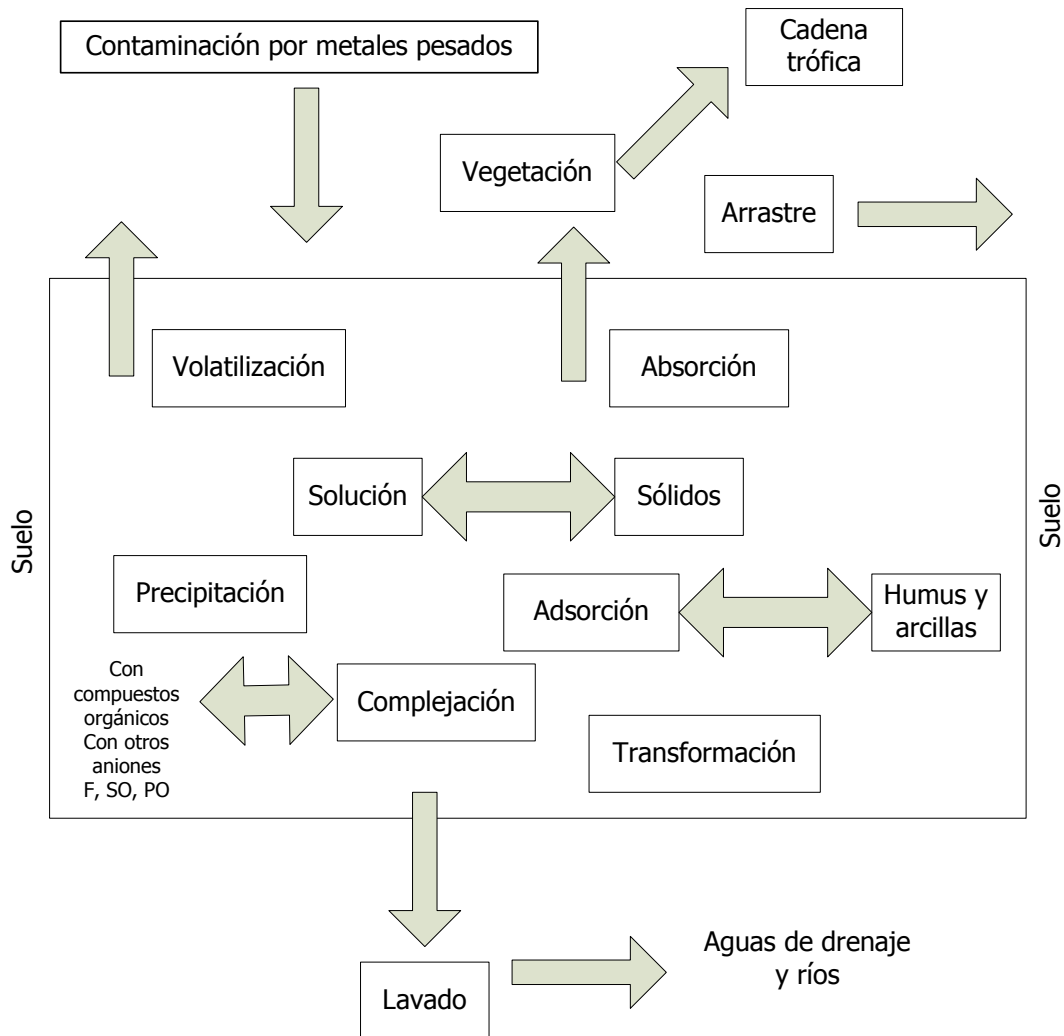 Contaminación por metales pesados
Cadena
trófica
Vegetación
Arrastre
Volatilización
Absorción
Solución
Sólidos
Suelo
Suelo
Precipitación
Adsorción
Humus y
arcillas
Con
compuestos
orgánicos
Con otros
aniones
F, SO, PO
Complejación
Transformación
Lavado
Aguas de drenaje
y ríos